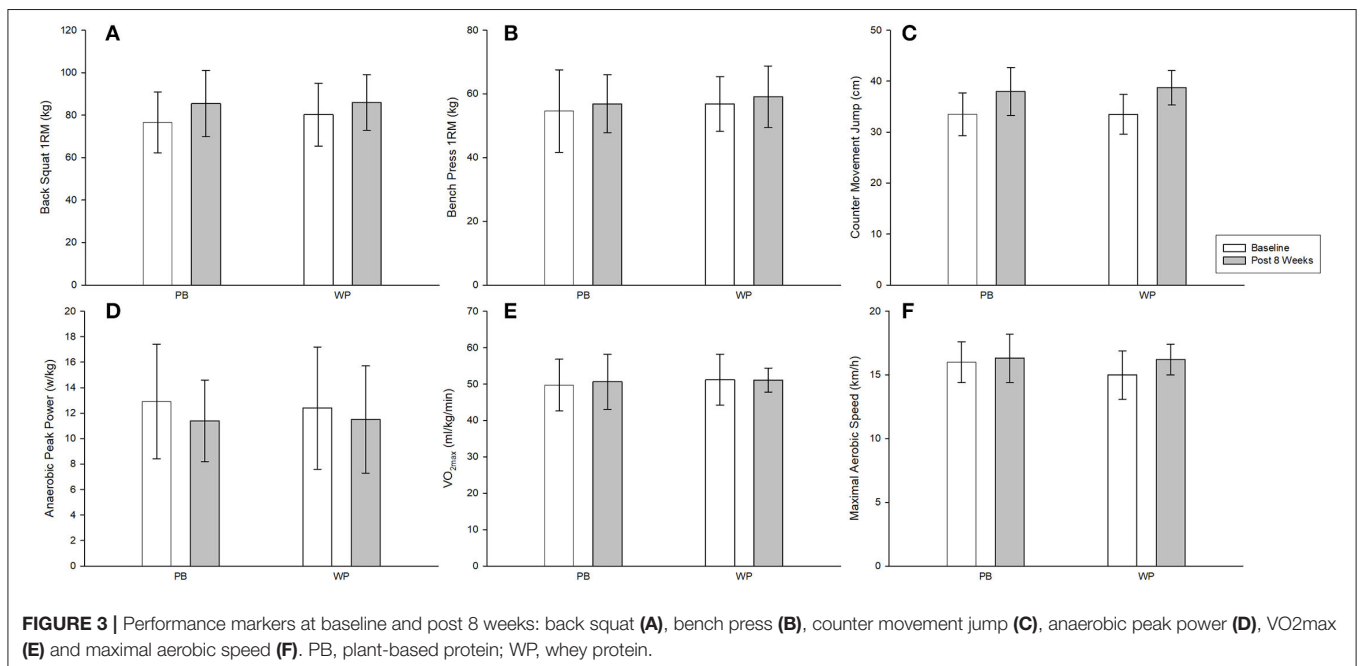 A
Back Squat 1RM (kg)
120
100
80
60
40
20
0
PB
WP
B
Bench Press 1RM (kg)
80
60
40
20
0
PB
WP
C
Counter Movement Jump (cm)
50
40
30
20
10
0
PB
WP
Baseline
Post 8 Weeks
D
Anaerobic Peak Power (w/kg)
20
18
16
14
12
10
8
6
4
2
0
PB
WP
E
VO2max (ml/kg/min)
70
60
50
40
30
20
10
0
PB
WP
F
Maximal Aerobic Speed (km/h)
20
15
10
5
0
PB
WP
FIGURE 3 | Performance markers at baseline and post 8 weeks: back squat (A), bench press (B), counter movement jump (C), anaerobic peak power (D), VO2max
(E) and maximal aerobic speed (F). PB, plant-based protein; WP, whey protein.